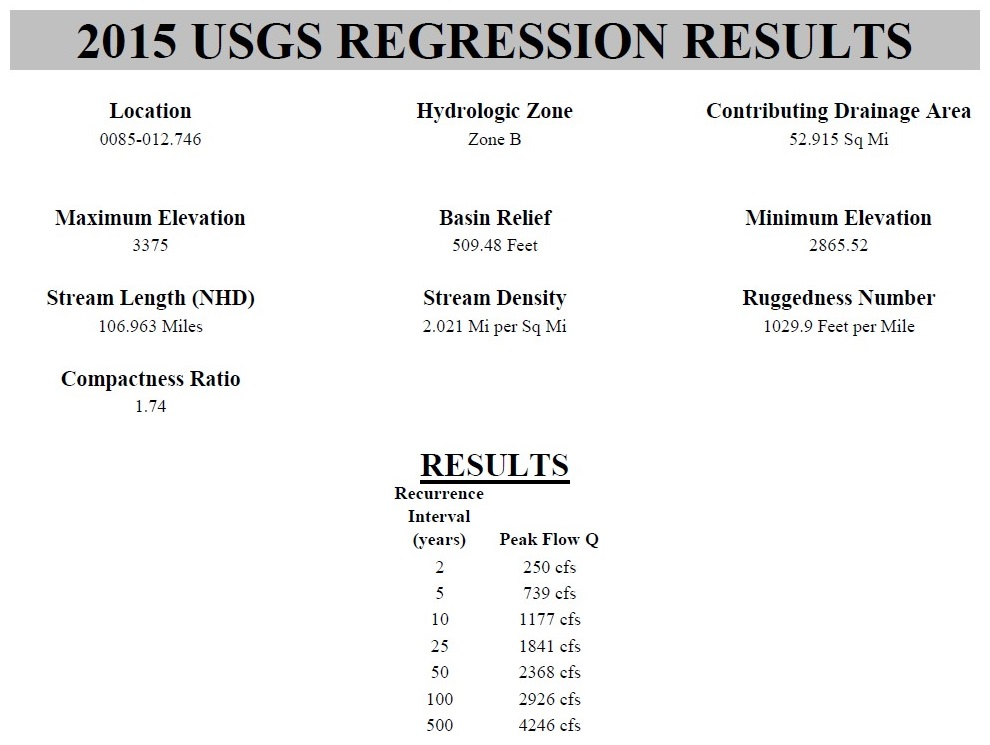 2015 USGS REGRESSION RESULTS
Location Hydrologic Zone Contributing Drainage Area
0085-012.746 Zone B 52.915 Sq Mi
Maximum Elevation Basin Relief Minimum Elevation
3375 509.48 Feet 2865.52
Stream Length (NHD) Stream Density Ruggedness Number
106.963 Miles 2.021 Mi per Sq Mi 1029.9 Feet per Mile
Compactness Ratio
1.74
RESULTS
Recurrence
Interval
(years) Peak Flow Q
2 250 cfs
5 739 cfs
10 1177 cfs
25 1841 cfs
50 2368 cfs
100 2926 cfs
500 4246 cfs